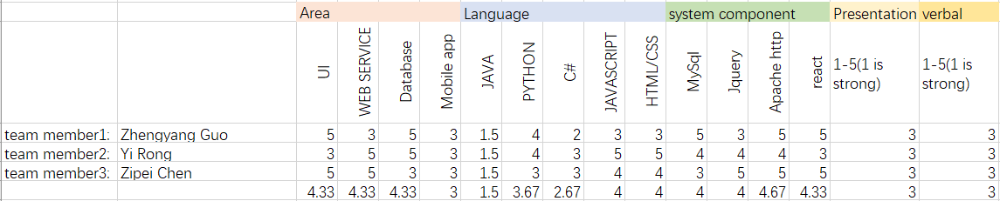 Area Language system component Presentation verbal
UI WEB SERVICE Database Mobile app JAVA PYTHON C# JAVASCRIPT HTML/CSS MySql Jquery Apache http react 1-5(1 is strong) 1-5(1 is strong)
team member1: Zhengyang Guo 5 3 5 3 1.5 4 2 3 3 5 3 5 5 3 3
team member2: Yi Rong 3 5 5 3 1.5 4 3 5 5 4 4 4 3 3 3
team member3: Zipei Chen 5 5 3 3 1.5 3 3 4 4 3 5 5 5 3 3
4.33 4.33 4.33 3 1.5 3.67 2.67 4 4 4 4 4.67 4.33 3 3